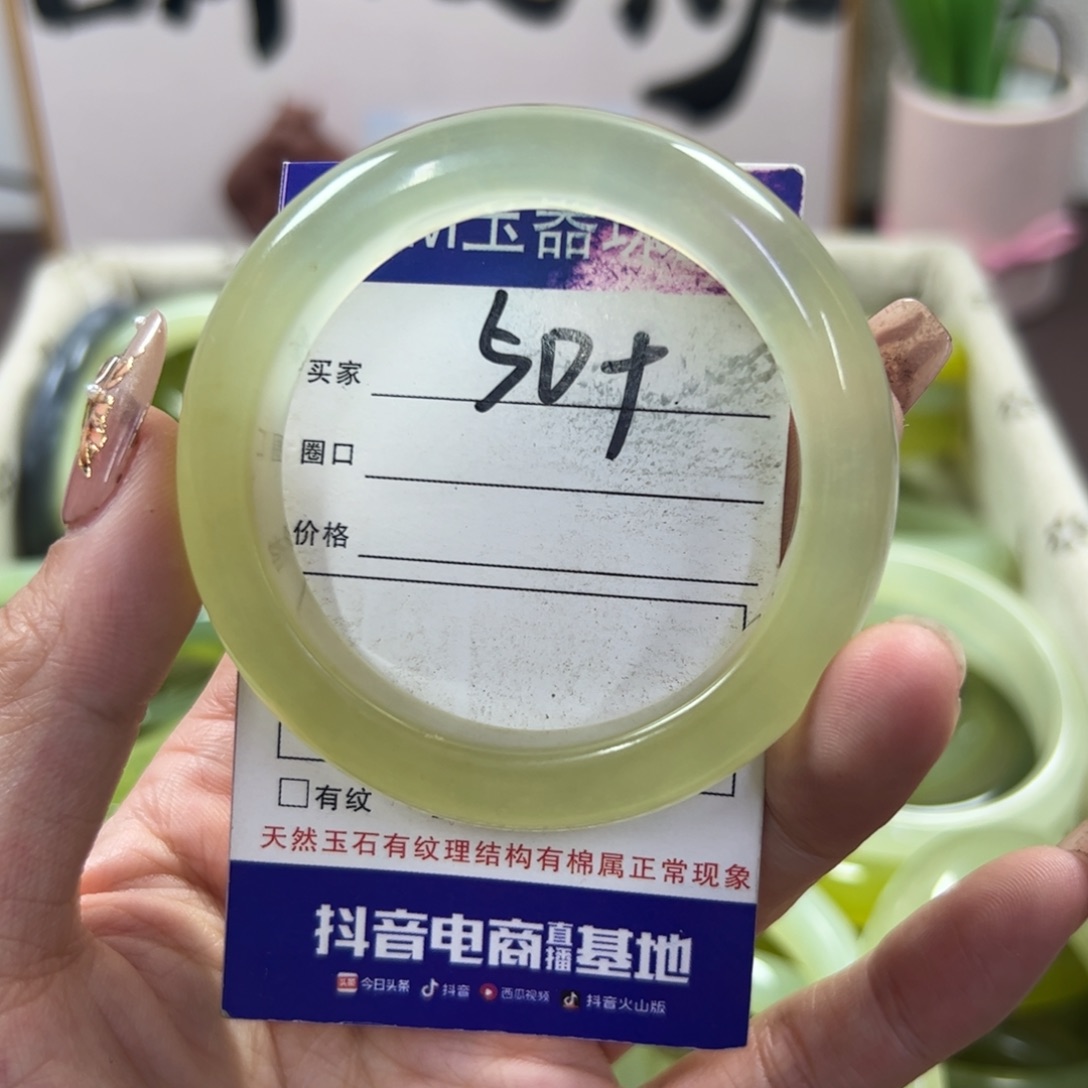 玉器
50+
买家
圈口
价格
有纹
天然玉石有纹理结构有棉属正常现象
抖音电商直播基地
今日头条 抖音 西瓜视频 抖音火山版